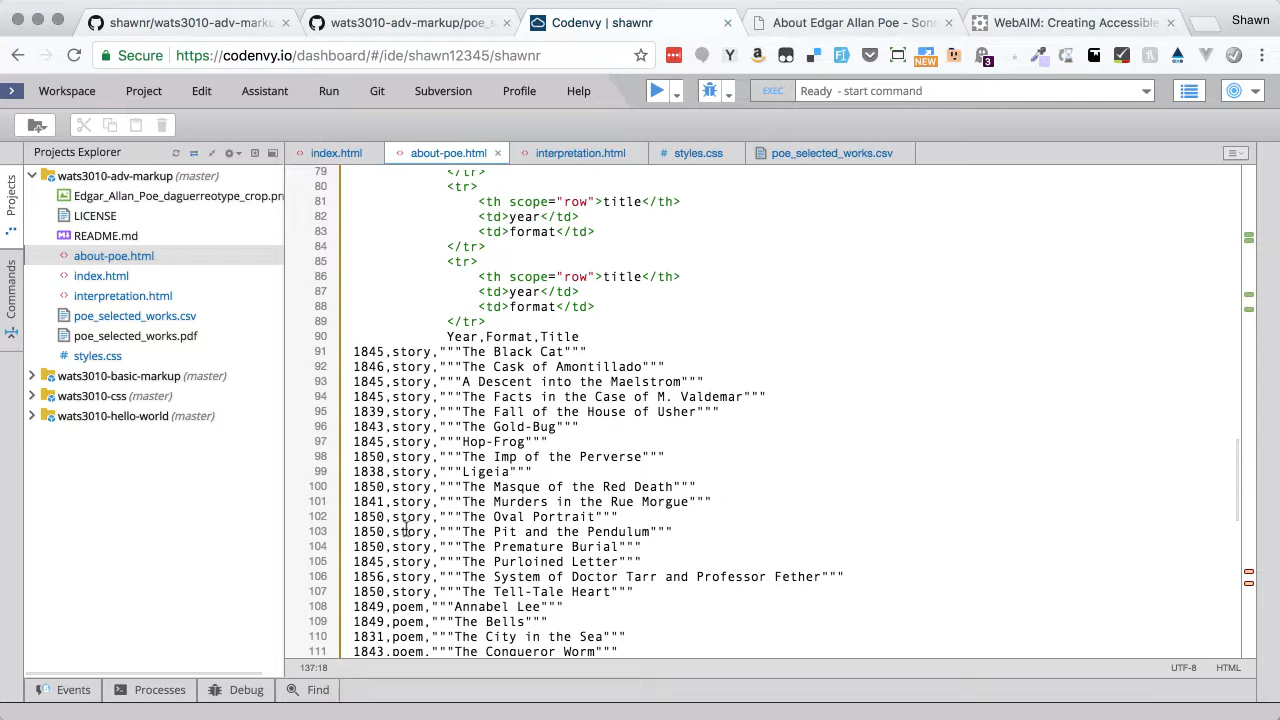 shawnr/wats3010-adv-marku
wats3010-adv-markup/poe_s
Codenvy | shawnr
About Edgar Allan Poe - Sonn
WebAIM: Creating Accessible
Shawn
Secure
https://codenvy.io/dashboard/#/ide/shawn12345/shawnr
NEW
3
Workspace Project Edit Assistant Run Git Subversion Profile Help
EXEC Ready - start command
Projects Explorer
index.html about-poe.html interpretation.html styles.css poe_selected_works.csv
Projects
Commands
wats3010-adv-markup (master)
Edgar_Allan_Poe_daguerreotype_crop.pn
LICENSE
README.md
about-poe.html
index.html
interpretation.html
poe_selected_works.csv
poe_selected_works.pdf
styles.css
wats3010-basic-markup (master)
wats3010-css (master)
wats3010-hello-world (master)
79 </tr>
80 <tr>
81 <th scope="row">title</th>
82 <td>year</td>
83 <td>format</td>
84 </tr>
85 <tr>
86 <th scope="row">title</th>
87 <td>year</td>
88 <td>format</td>
89 </tr>
90 Year,Format,Title
91 1845,story,"""The Black Cat"""
92 1846,story,"""The Cask of Amontillado"""
93 1845,story,"""A Descent into the Maelstrom"""
94 1845,story,"""The Facts in the Case of M. Valdemar"""
95 1839,story,"""The Fall of the House of Usher"""
96 1843,story,"""The Gold-Bug"""
97 1845,story,"""Hop-Frog"""
98 1850,story,"""The Imp of the Perverse"""
99 1838,story,"""Ligeia"""
100 1850,story,"""The Masque of the Red Death"""
101 1841,story,"""The Murders in the Rue Morgue"""
102 1850,story,"""The Oval Portrait"""
103 1850,story,"""The Pit and the Pendulum"""
104 1850,story,"""The Premature Burial"""
105 1845,story,"""The Purloined Letter"""
106 1856,story,"""The System of Doctor Tarr and Professor Fether"""
107 1850,story,"""The Tell-Tale Heart"""
108 1849,poem,"""Annabel Lee"""
109 1849,poem,"""The Bells"""
110 1831,poem,"""The City in the Sea"""
111 1843,poem,"""The Conqueror Worm"""
137:18
UTF-8 HTML
Events Processes Debug Find